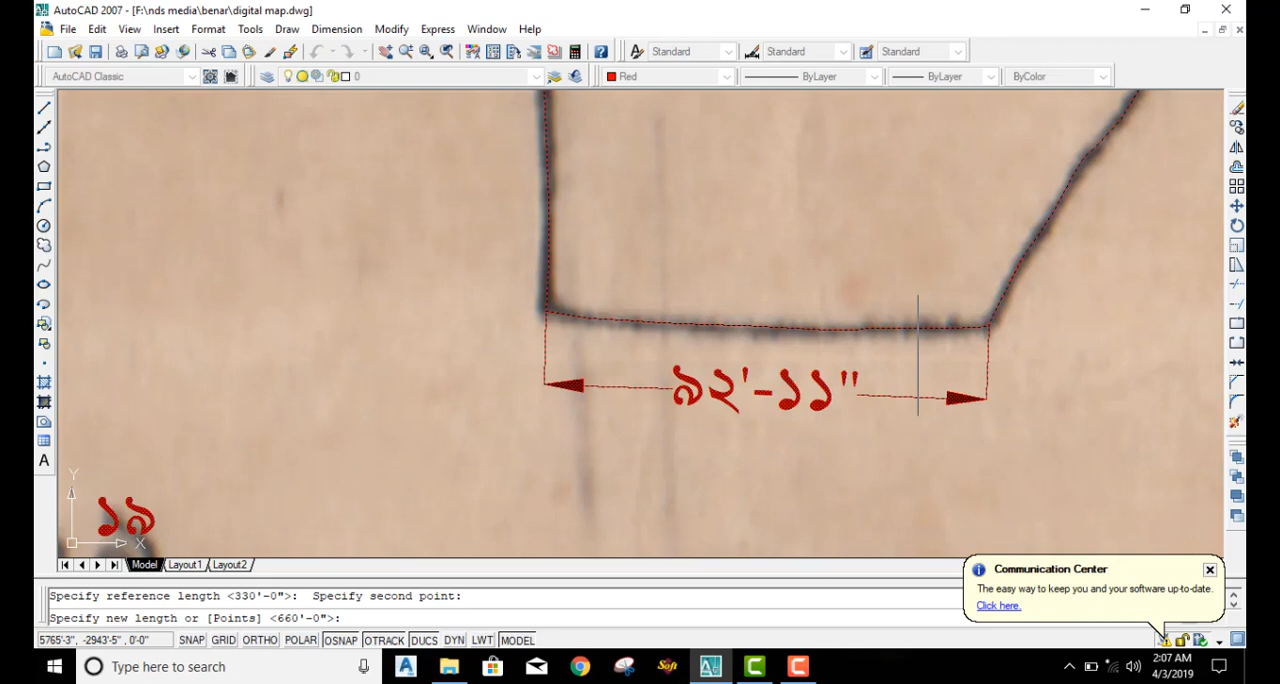 AutoCAD 2007 - [F:\nds media\benar\digital map.dwg]
File Edit View Insert Format Tools Draw Dimension Modify Express Window Help
Standard Standard Standard
AutoCAD Classic 0 Red ByLayer ByLayer ByColor
৯২'-১১"
১৯
Y
X
A
Model Layout1 Layout2
Communication Center
The easy way to keep you and your software up-to-date.
Click here.
Specify reference length <330'-0">: Specify second point:
Specify new length or [Points] <660'-0">:
5765'-3", -2943'-5", 0'-0" SNAP GRID ORTHO POLAR OSNAP OTRACK DUCS DYN LWT MODEL
Type here to search
Soft
2:07 AM
4/3/2019